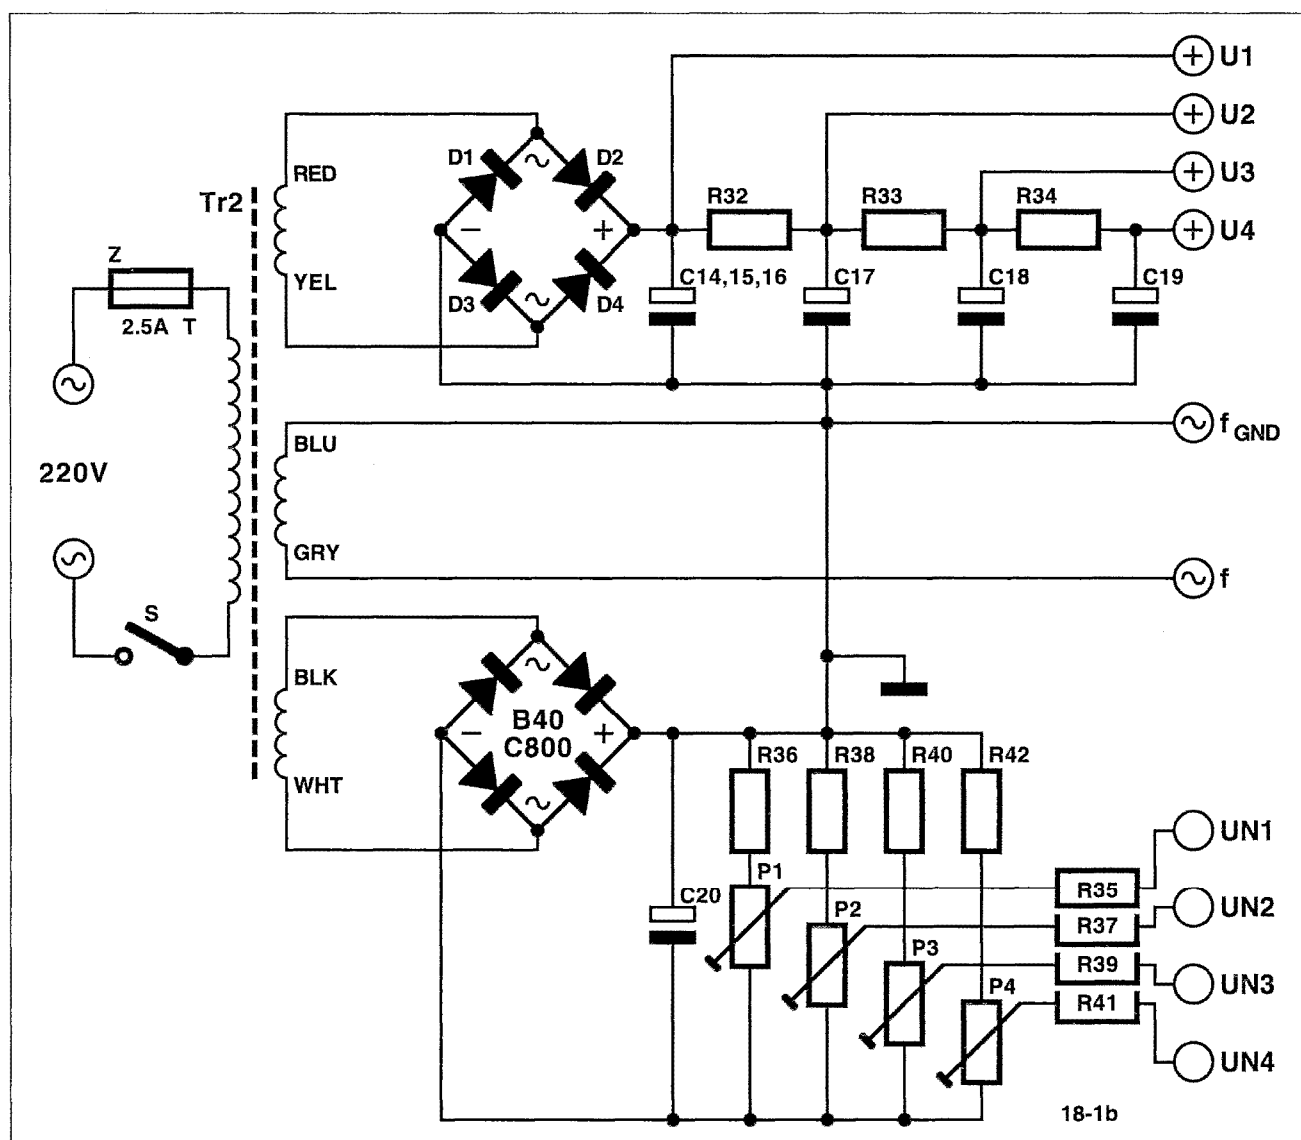 U1
U2
U3
U4
D1
D2
RED
Tr2
R32
R33
R34
Z
2.5A T
YEL
− +
D3
D4
C14,15,16
C17
C18
C19
220V
BLU
f GND
GRY
f
S
BLK
− +
B40
C800
WHT
R36
R38
R40
R42
UN1
P1
R35
C20
P2
R37
UN2
P3
R39
UN3
P4
R41
UN4
18-1b